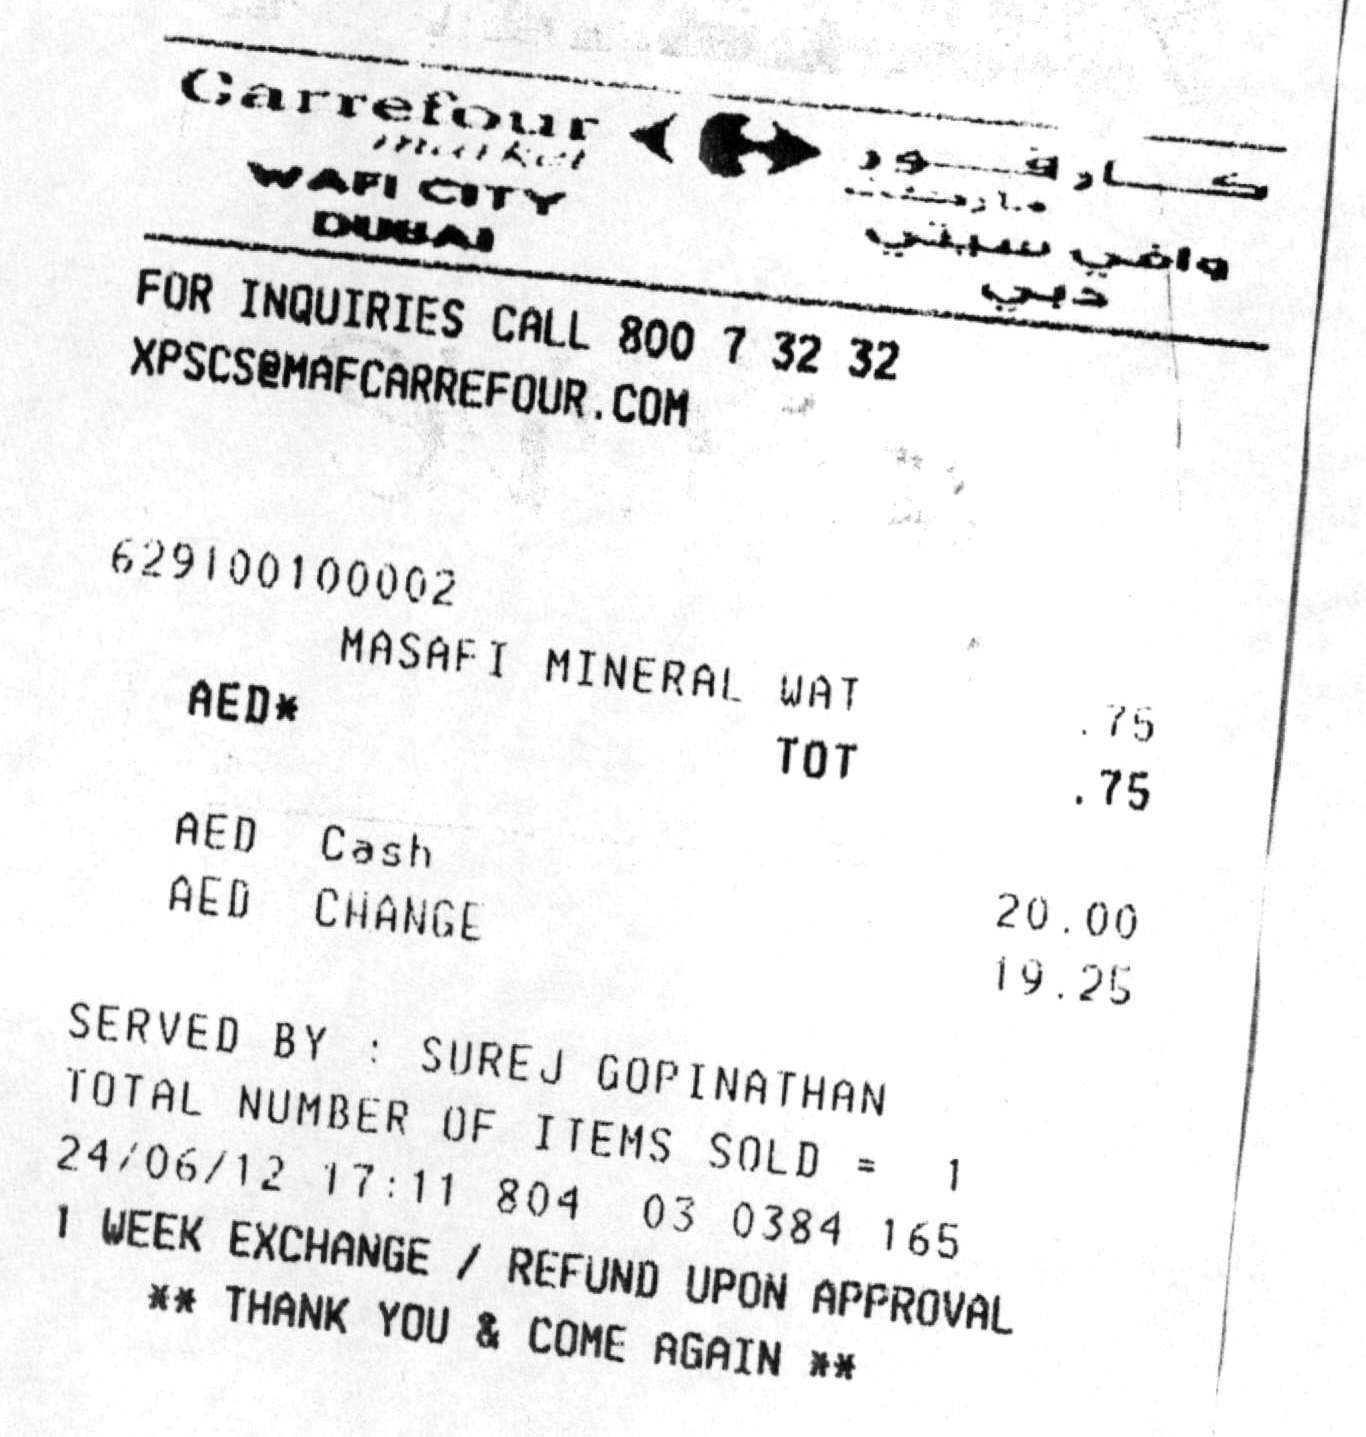 Carrefour
market
WAFI CITY
DUBAI
كارفور
ماركت
وافي سيتي
دبي
FOR INQUIRIES CALL 800 7 32 32
XPSCS@MAFCARREFOUR.COM
629100100002
MASAFI MINERAL WAT .75
AED* TOT .75
AED Cash 20.00
AED CHANGE 19.25
SERVED BY : SUREJ GOPINATHAN
TOTAL NUMBER OF ITEMS SOLD = 1
24/06/12 17:11 804 03 0384 165
1 WEEK EXCHANGE / REFUND UPON APPROVAL
** THANK YOU & COME AGAIN **